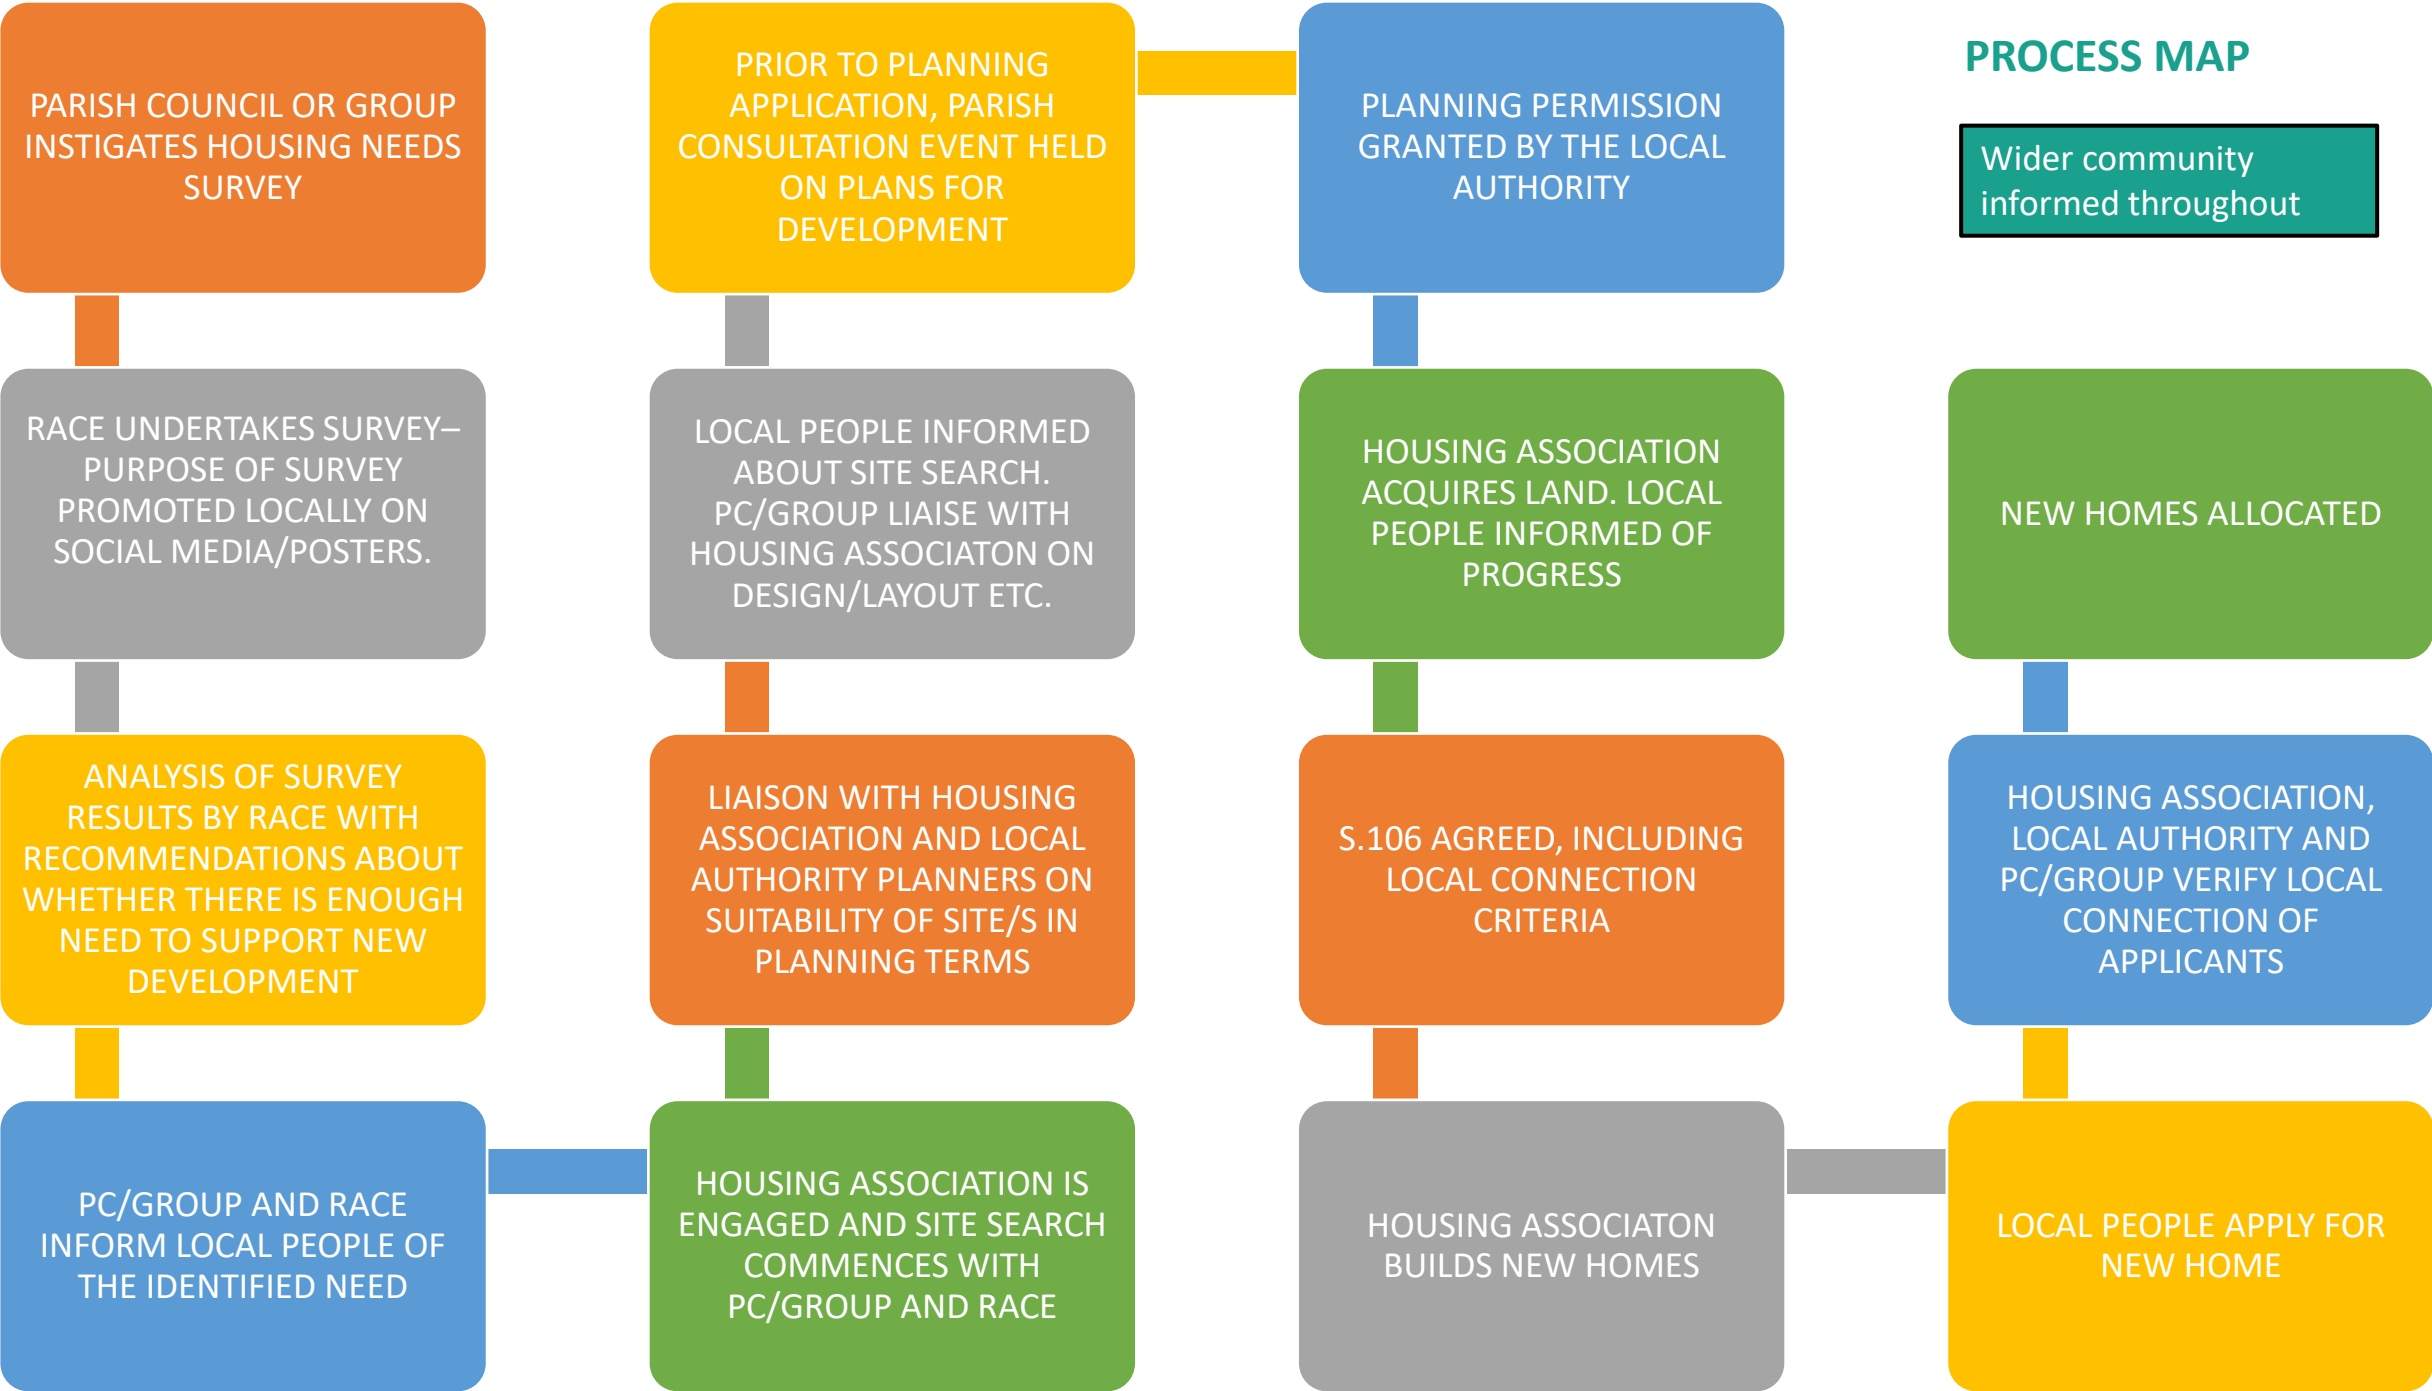 PARISH COUNCIL OR GROUP
INSTIGATES HOUSING NEEDS
SURVEY
RACE UNDERTAKES SURVEY–
PURPOSE OF SURVEY
PROMOTED LOCALLY ON
SOCIAL MEDIA/POSTERS.
ANALYSIS OF SURVEY
RESULTS BY RACE WITH
RECOMMENDATIONS ABOUT
WHETHER THERE IS ENOUGH
NEED TO SUPPORT NEW
DEVELOPMENT
PC/GROUP AND RACE
INFORM LOCAL PEOPLE OF
THE IDENTIFIED NEED
HOUSING ASSOCIATION IS
ENGAGED AND SITE SEARCH
COMMENCES WITH
PC/GROUP AND RACE
LIAISON WITH HOUSING
ASSOCIATION AND LOCAL
AUTHORITY PLANNERS ON
SUITABILITY OF SITE/S IN
PLANNING TERMS
LOCAL PEOPLE INFORMED
ABOUT SITE SEARCH.
PC/GROUP LIAISE WITH
HOUSING ASSOCIATON ON
DESIGN/LAYOUT ETC.
PRIOR TO PLANNING
APPLICATION, PARISH
CONSULTATION EVENT HELD
ON PLANS FOR
DEVELOPMENT
PLANNING PERMISSION
GRANTED BY THE LOCAL
AUTHORITY
HOUSING ASSOCIATION
ACQUIRES LAND. LOCAL
PEOPLE INFORMED OF
PROGRESS
S.106 AGREED, INCLUDING
LOCAL CONNECTION
CRITERIA
HOUSING ASSOCIATON
BUILDS NEW HOMES
LOCAL PEOPLE APPLY FOR
NEW HOME
HOUSING ASSOCIATION,
LOCAL AUTHORITY AND
PC/GROUP VERIFY LOCAL
CONNECTION OF
APPLICANTS
NEW HOMES ALLOCATED
PROCESS MAP
Wider community
informed throughout